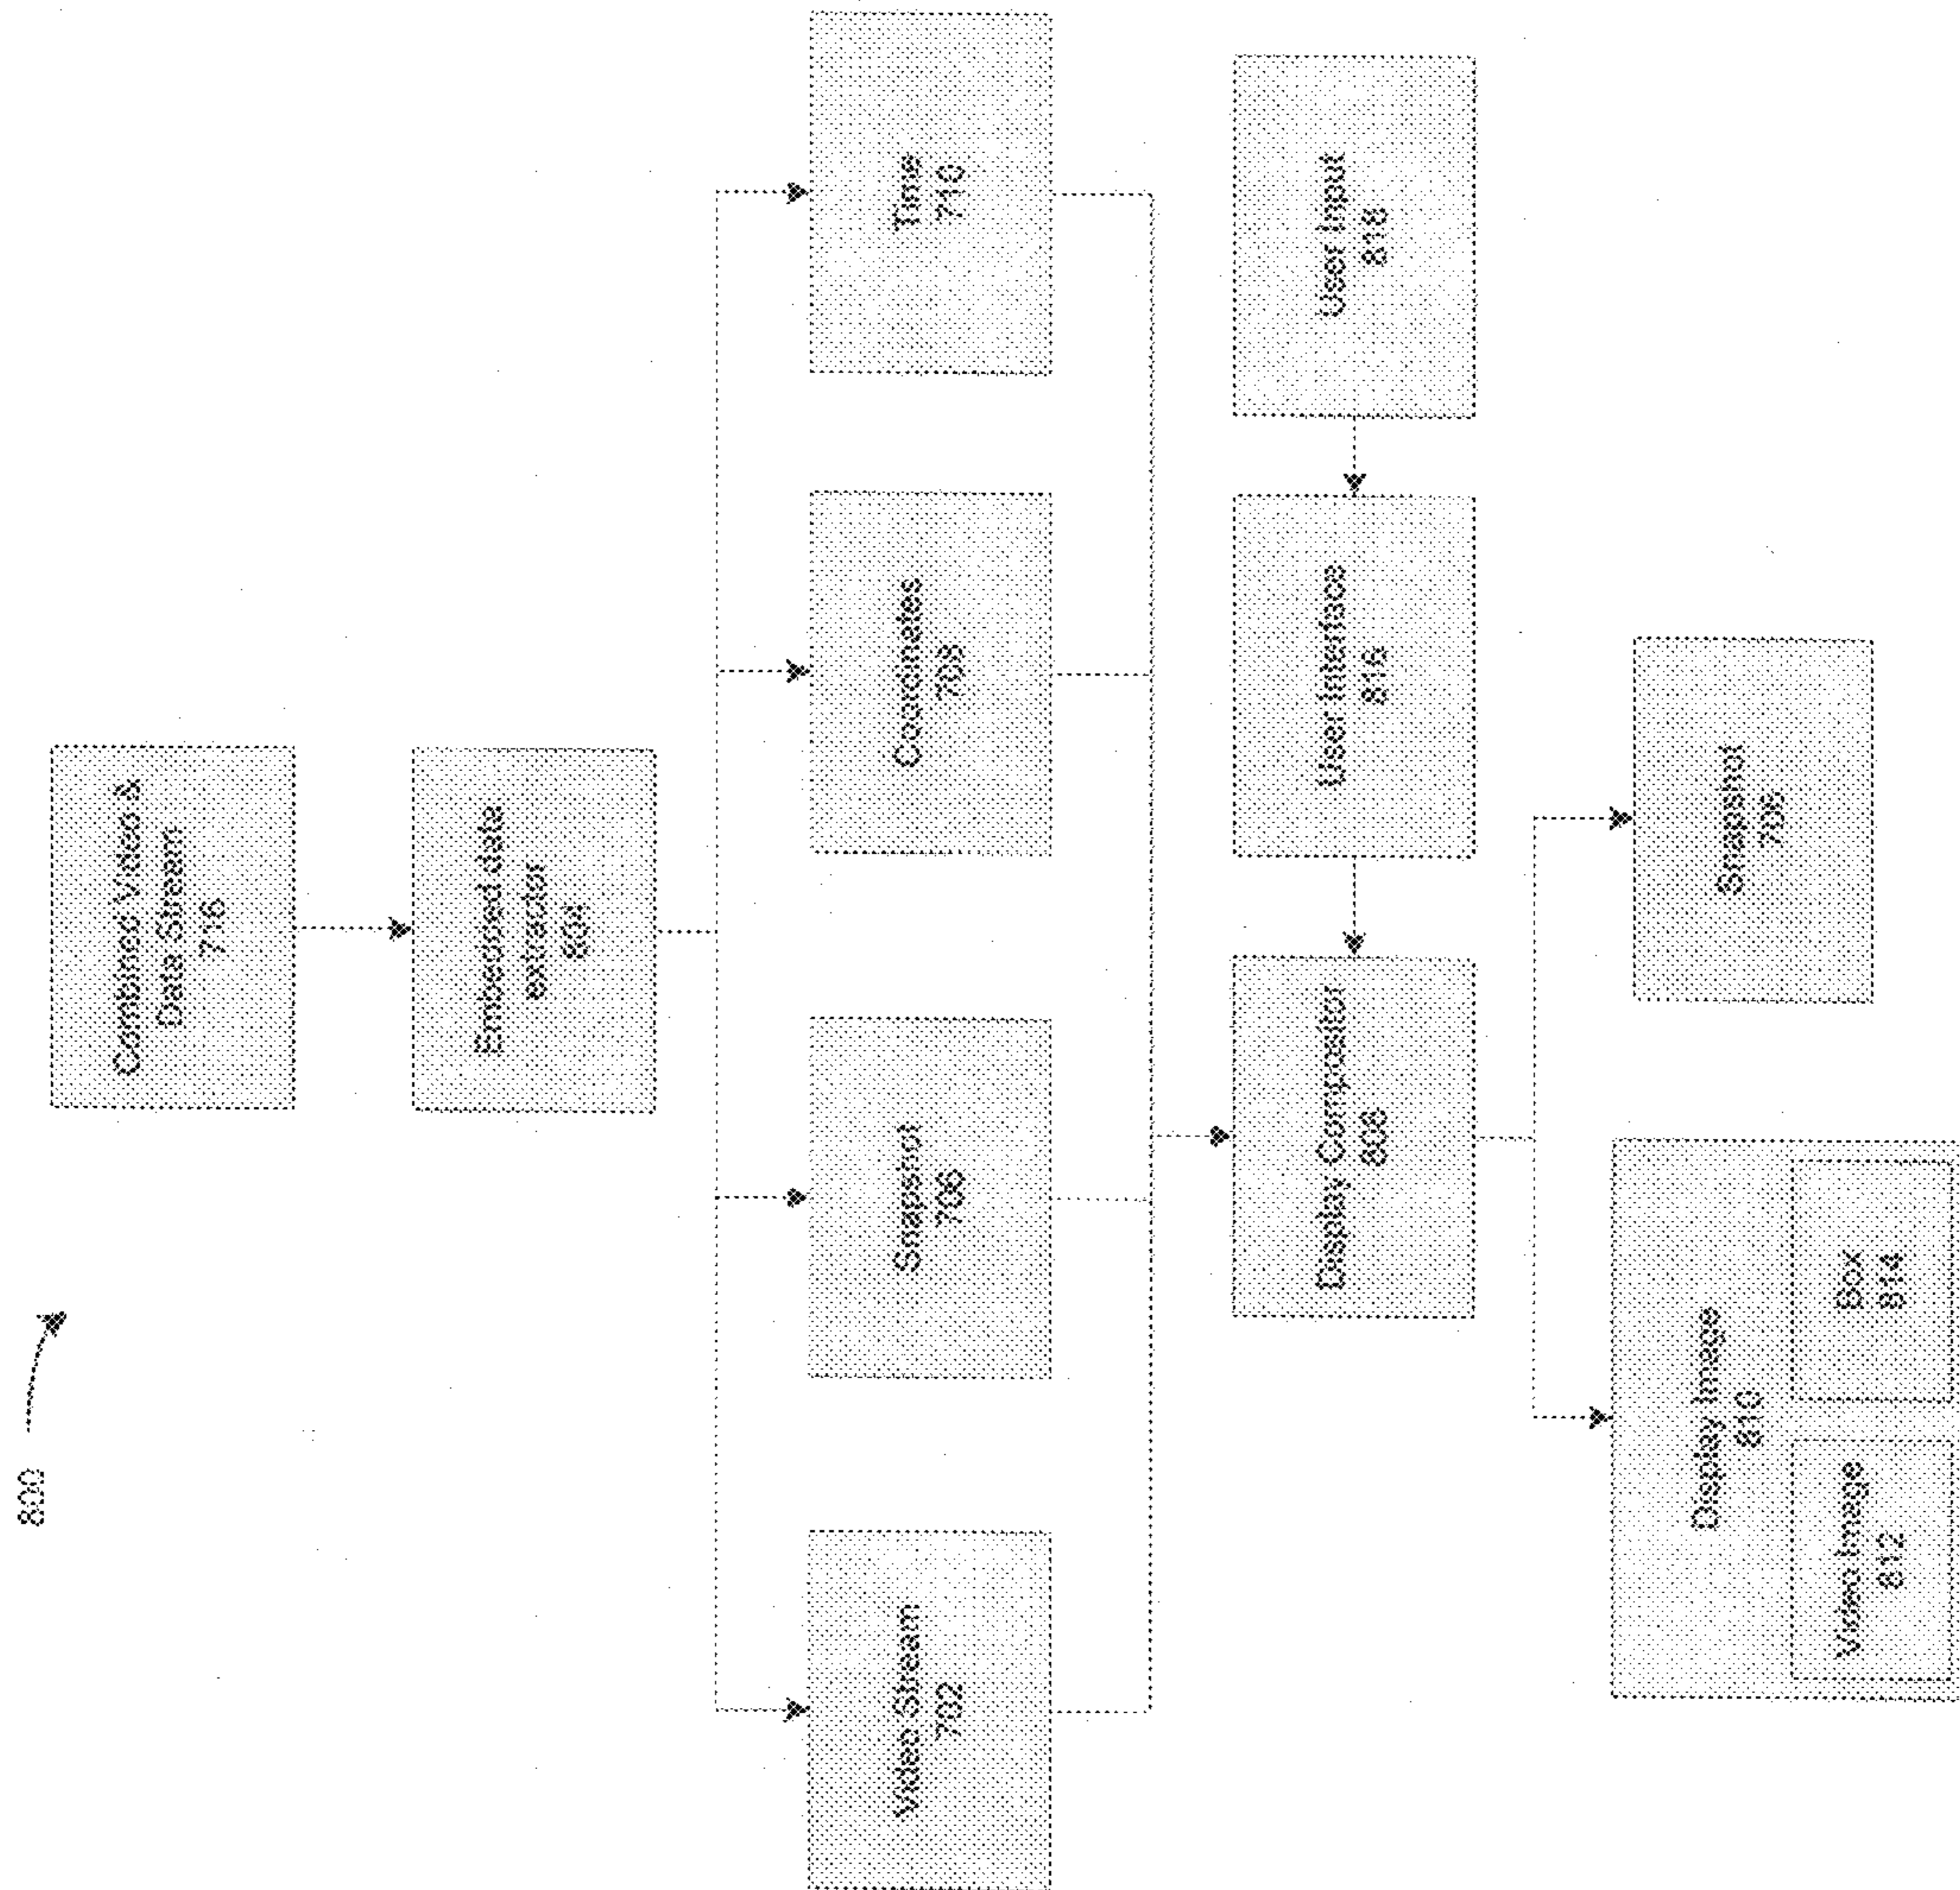 800
Combined Video &
Data Stream
716
Embedded data
extractor
804
Video Stream
702
Snapshot
706
Coordinates
708
Time
710
Display Compositor
808
User Interface
816
User Input
818
Display Image
810
Video Image
812
Box
814
Snapshot
706